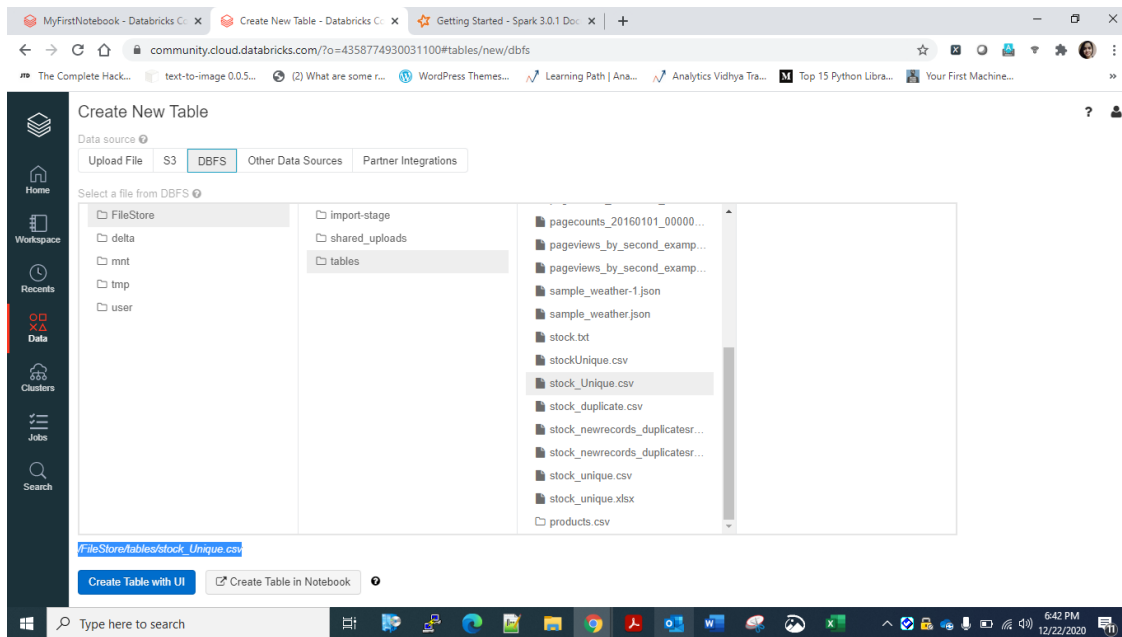 MyFirstNotebook - Databricks Co
Create New Table - Databricks Co
Getting Started - Spark 3.0.1 Doc
community.cloud.databricks.com/?o=4358774930031100#tables/new/dbfs
The Complete Hack...
text-to-image 0.0.5...
(2) What are some r...
WordPress Themes...
Learning Path | Ana...
Analytics Vidhya Tra...
M Top 15 Python Libra...
Your First Machine...
»
Create New Table
?
Data source ?
Upload File
S3
DBFS
Other Data Sources
Partner Integrations
Select a file from DBFS ?
Home
Workspace
Recents
Data
Clusters
Jobs
Search
FileStore
delta
mnt
tmp
user
import-stage
shared_uploads
tables
pagecounts_20160101_00000...
pageviews_by_second_examp...
pageviews_by_second_examp...
sample_weather-1.json
sample_weather.json
stock.txt
stockUnique.csv
stock_Unique.csv
stock_duplicate.csv
stock_newrecords_duplicatesr...
stock_newrecords_duplicatesr...
stock_unique.csv
stock_unique.xlsx
products.csv
/FileStore/tables/stock_Unique.csv
Create Table with UI
Create Table in Notebook
?
Type here to search
6:42 PM
12/22/2020